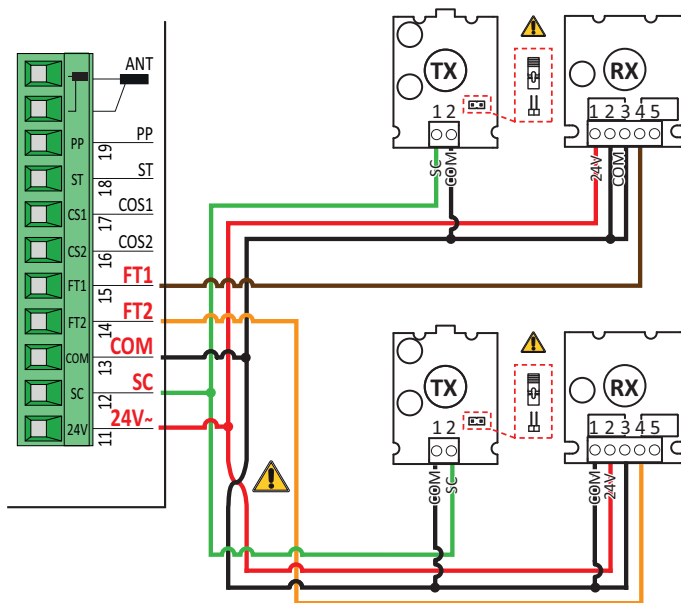 ANT
PP 19 PP
ST 18 ST
CS1 17 COS1
CS2 16 COS2
FT1 15 FT1
FT2 14 FT2
COM 13 COM
SC 12 SC
24V 11 24V~
TX
1 2
SC COM
RX
1 2 3 4 5
24V COM
TX
1 2
COM SC
RX
1 2 3 4 5
COM 24V